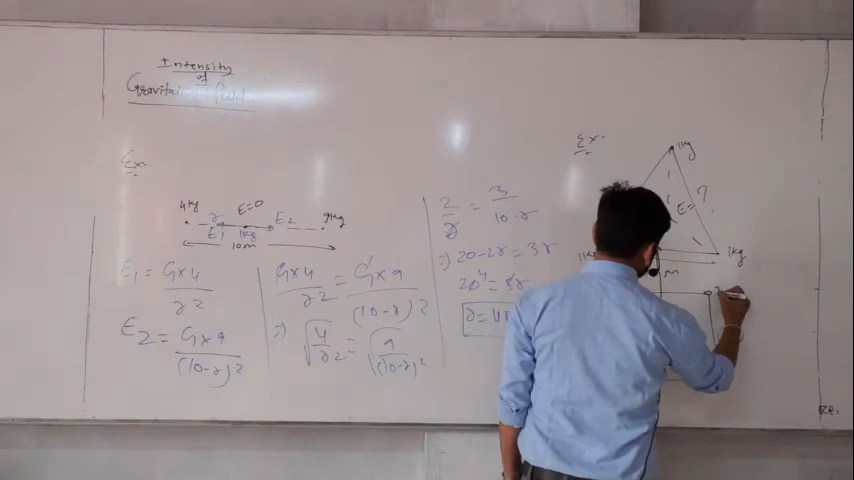 Intensity
of
Gravitational Field
Ex.
4kg E=0 E2 9kg
r E1 1kg
10m
E1 = G×4
r2
E2 = G×9
(10-r)2
G×4 = G×9
r2 (10-r)2
⇒ √4/r2 = √9/(10-r)2
2 = 3
r 10-r
⇒) 20-2r = 3r
20 4 = 5r
r = 4
Ex.
1kg
E= ?
1kg 1kg
m